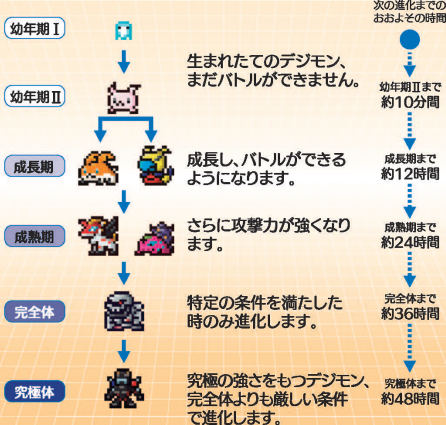 次の進化までの
おおよその時間
幼年期Ⅰ
生まれたてのデジモン、
まだバトルができません。
幼年期Ⅱ
幼年期Ⅱまで
約10分間
成長期
成長し、バトルができる
ようになります。
成長期まで
約12時間
成熟期
さらに攻撃力が強くなり
ます。
成熟期まで
約24時間
完全体
特定の条件を満たした
時のみ進化します。
完全体まで
約36時間
究極体
究極の強さをもつデジモン、
完全体よりも厳しい条件
で進化します。
究極体まで
約48時間